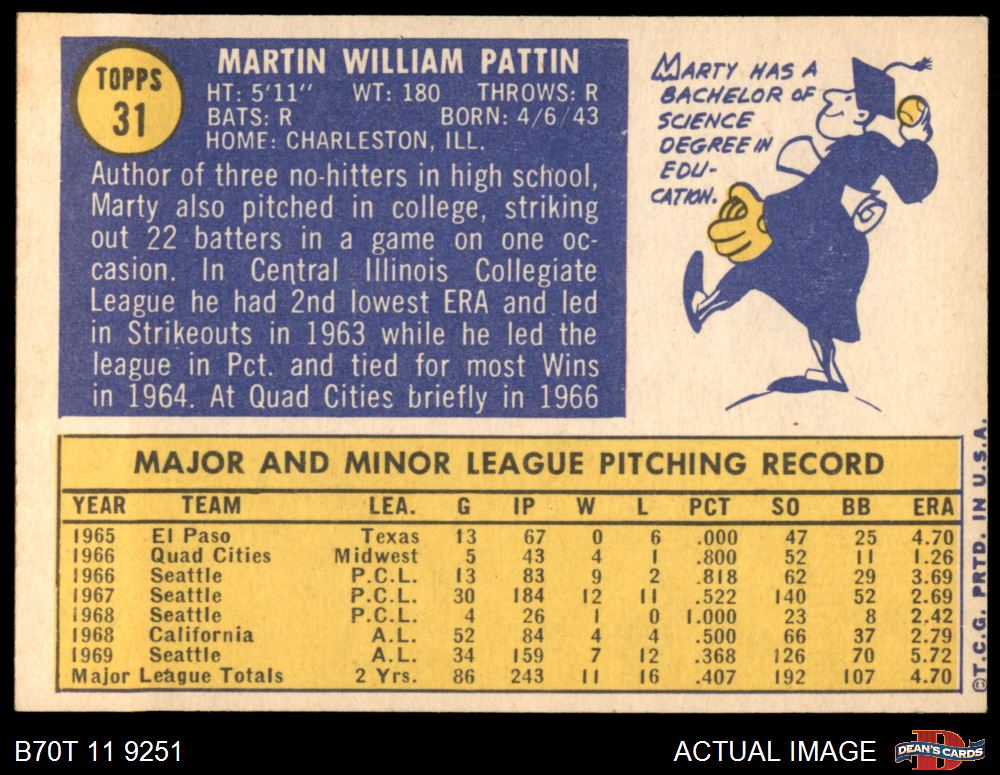 TOPPS
31
MARTIN WILLIAM PATTIN
HT: 5'11" WT: 180 THROWS: R
BATS: R BORN: 4/6/43
HOME: CHARLESTON, ILL.
Author of three no-hitters in high school,
Marty also pitched in college, striking
out 22 batters in a game on one oc-
casion. In Central Illinois Collegiate
League he had 2nd lowest ERA and led
in Strikeouts in 1963 while he led the
league in Pct. and tied for most Wins
in 1964. At Quad Cities briefly in 1966
MARTY HAS A
BACHELOR OF
SCIENCE
DEGREE IN
EDU-
CATION.
MAJOR AND MINOR LEAGUE PITCHING RECORD
YEAR TEAM LEA. G IP W L PCT SO BB ERA
1965 El Paso Texas 13 67 0 6 .000 47 25 4.70
1966 Quad Cities Midwest 5 43 4 1 .800 52 11 1.26
1966 Seattle P.C.L. 13 83 9 2 .818 62 29 3.69
1967 Seattle P.C.L. 30 184 12 11 .522 140 52 2.69
1968 Seattle P.C.L. 4 26 1 0 1.000 23 8 2.42
1968 California A.L. 52 84 4 4 .500 66 37 2.79
1969 Seattle A.L. 34 159 7 12 .368 126 70 5.72
Major League Totals 2 Yrs. 86 243 11 16 .407 192 107 4.70
©T.C.G. PRTD. IN U.S.A.
B70T 11 9251
ACTUAL IMAGE
DEAN'S CARDS